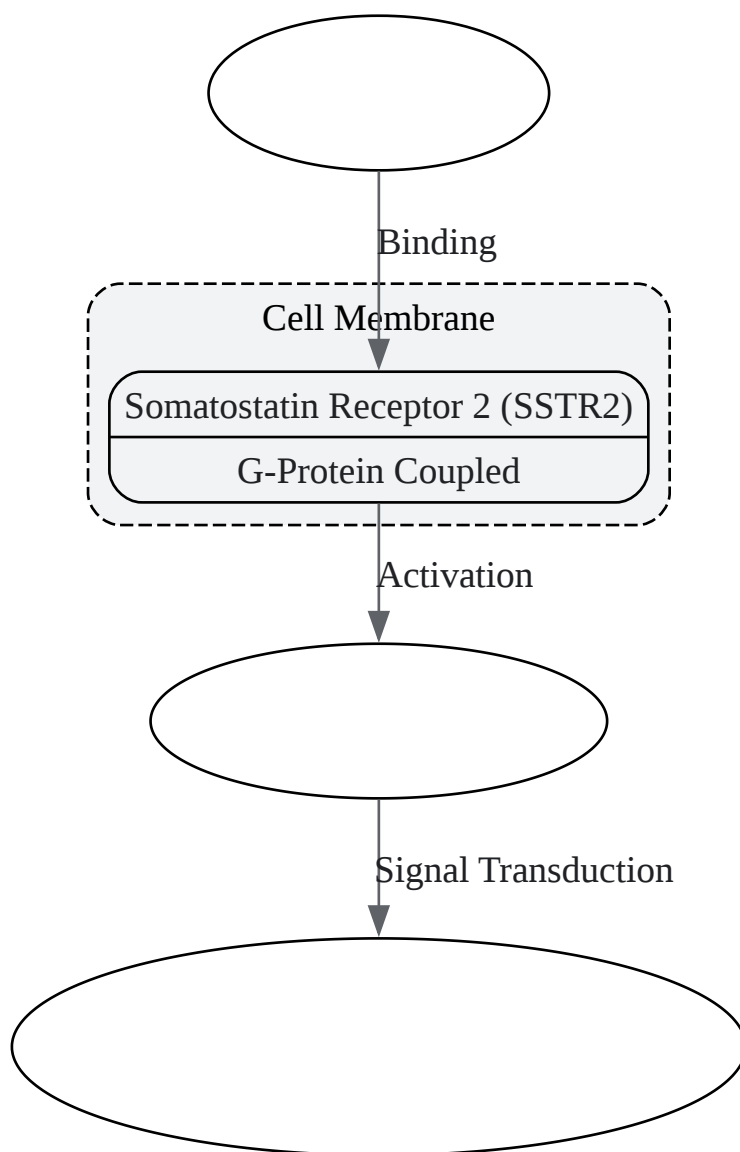 Binding
Cell Membrane
Somatostatin Receptor 2 (SSTR2)
G-Protein Coupled
Activation
Signal Transduction